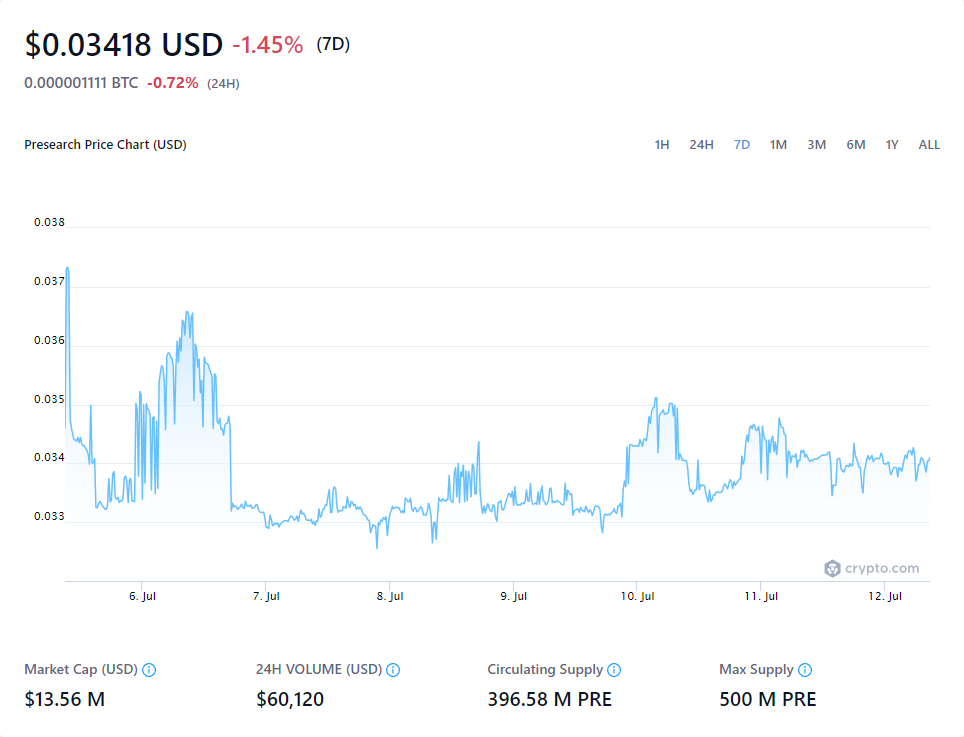 $0.03418 USD -1.45% (7D)
0.000001111 BTC -0.72% (24H)
Presearch Price Chart (USD) 1H 24H 7D 1M 3M 6M 1Y ALL
0.038
0.037
0.036
0.035
0.034
0.033
crypto.com
6. Jul 7. Jul 8. Jul 9. Jul 10. Jul 11. Jul 12. Jul
Market Cap (USD) 24H VOLUME (USD) Circulating Supply Max Supply
$13.56 M $60,120 396.58 M PRE 500 M PRE